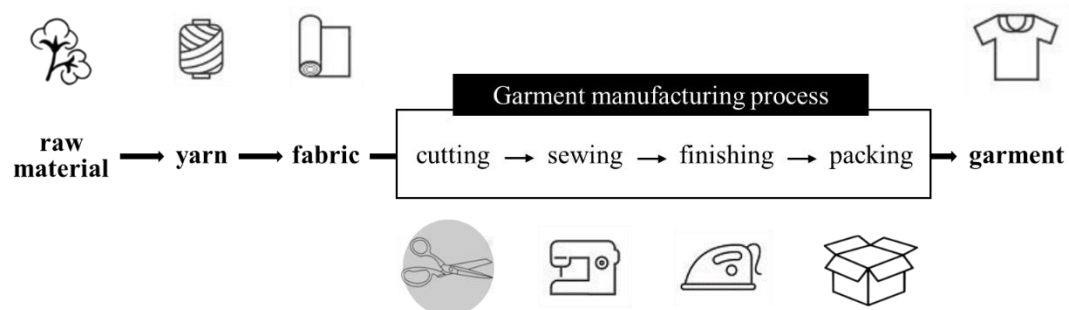 Garment manufacturing process
raw
material
yarn
fabric
cutting
sewing
finishing
packing
garment